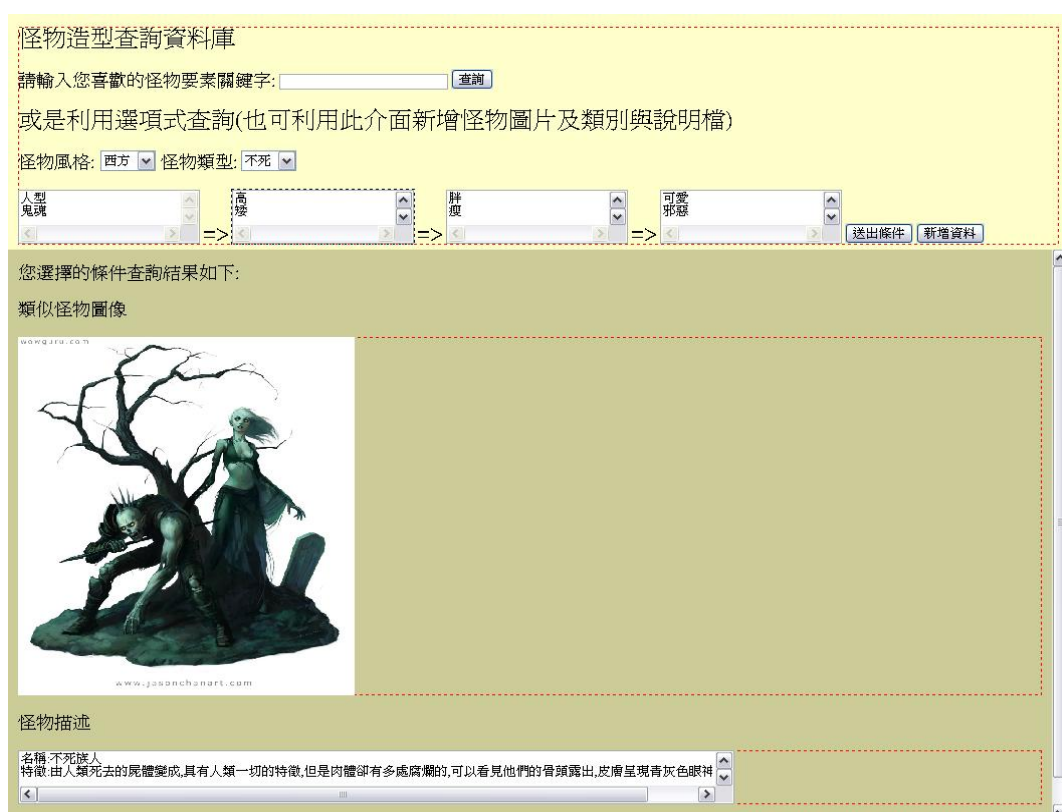 怪物造型查詢資料庫
請輸入您喜歡的怪物要素關鍵字: 查詢
或是利用選項式查詢(也可利用此介面新增怪物圖片及類別與說明檔)
怪物風格: 西方 怪物類型: 不死
人型
鬼魂
=>
高
矮
=>
胖
瘦
=>
可愛
邪惡
送出條件 新增資料
您選擇的條件查詢結果如下:
類似怪物圖像
wowguru.com
www.jasonchanart.com
怪物描述
名稱:不死族人
特徵:由人類死去的屍體變成,具有人類一切的特徵,但是肉體卻有多處腐爛的,可以看見他們的骨頭露出,皮膚呈現青灰色眼神